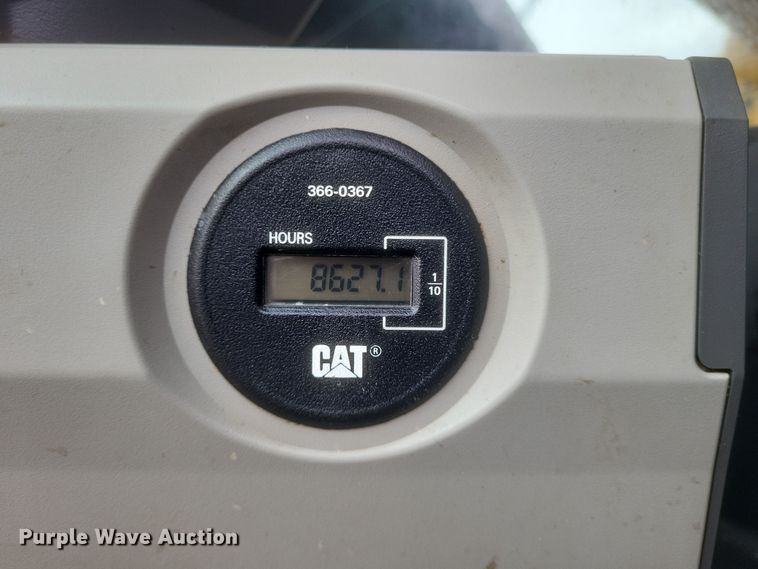 366-0367
HOURS
8627.1
1
10
CAT®
Purple Wave Auction